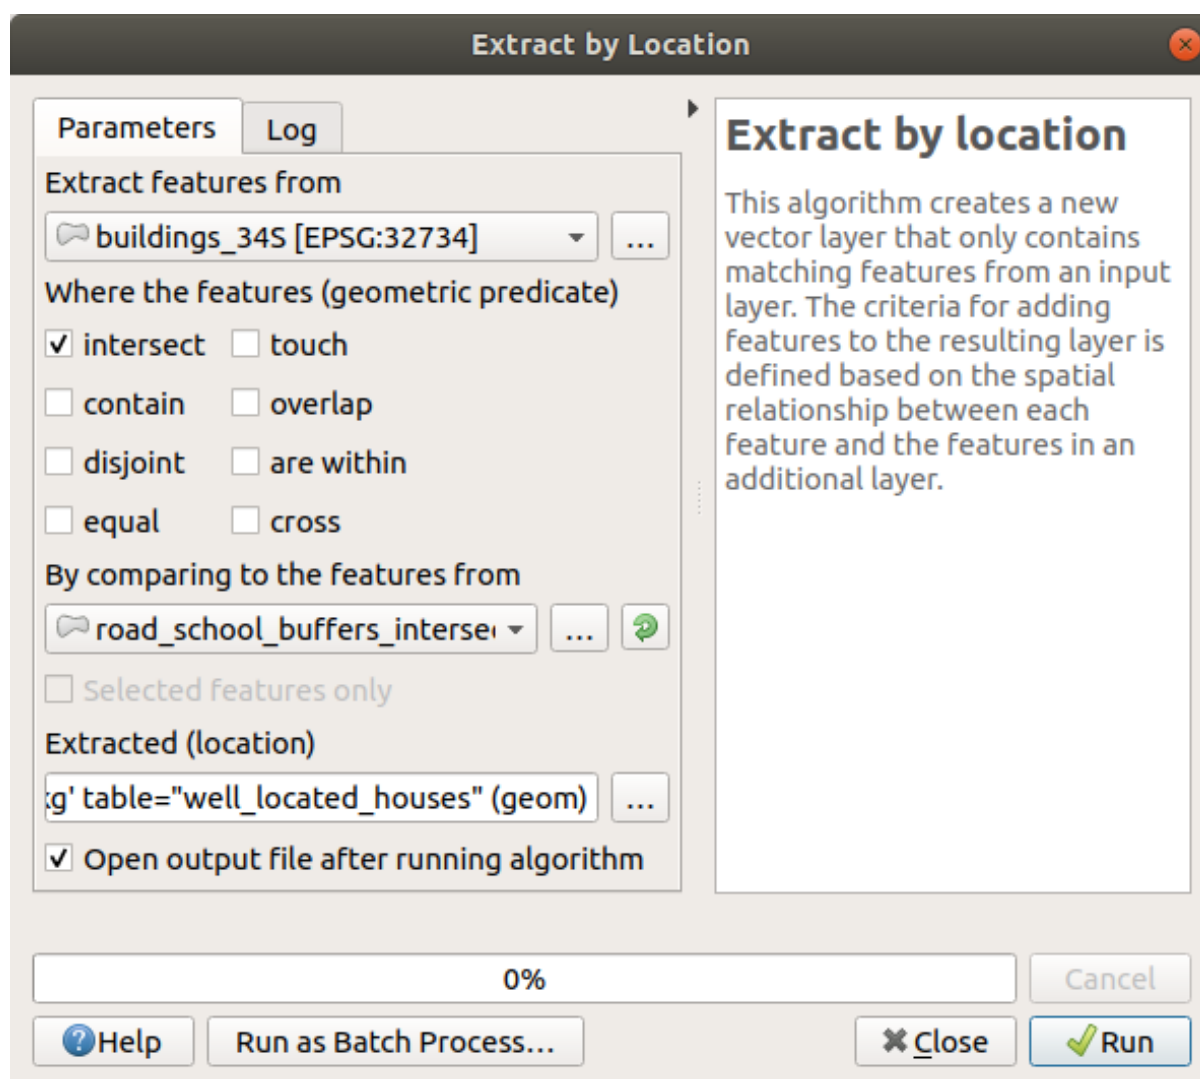 Extract by Location
Parameters
Log
Extract features from
buildings_34S [EPSG:32734]
...
Where the features (geometric predicate)
intersect
touch
contain
overlap
disjoint
are within
equal
cross
By comparing to the features from
road_school_buffers_interse
...
Selected features only
Extracted (location)
g' table="well_located_houses" (geom)
...
Open output file after running algorithm
Extract by location
This algorithm creates a new
vector layer that only contains
matching features from an input
layer. The criteria for adding
features to the resulting layer is
defined based on the spatial
relationship between each
feature and the features in an
additional layer.
0%
Cancel
Help
Run as Batch Process...
Close
Run